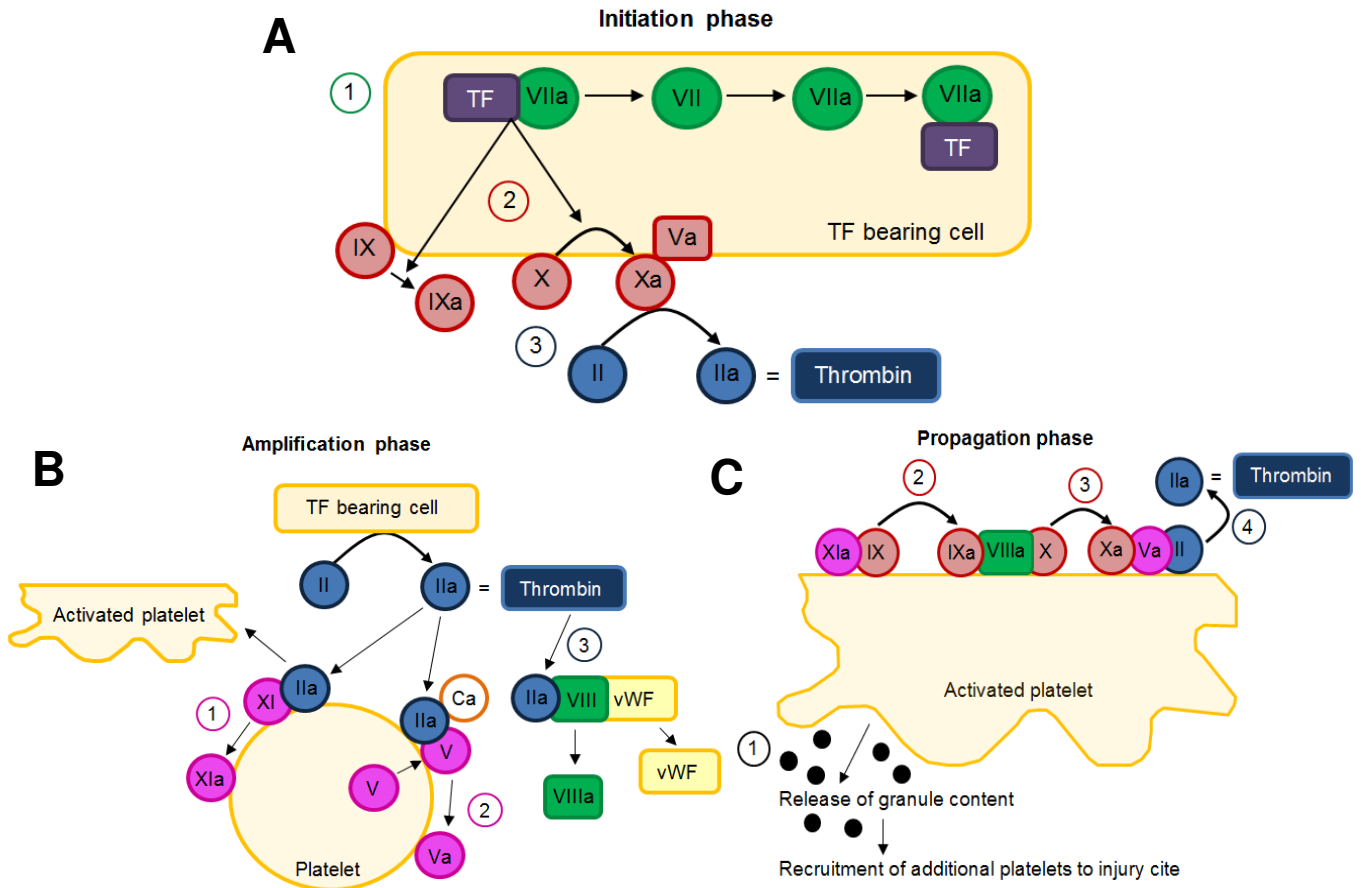 Initiation phase
A
1
TF
VIIa
VII
VIIa
VIIa
TF
2
TF bearing cell
IX
IXa
X
Xa
Va
3
II
IIa
=
Thrombin
Amplification phase
B
TF bearing cell
II
IIa
=
Thrombin
Activated platelet
3
XI
IIa
1
XIa
Ca
IIa
V
V
2
Va
Platelet
IIa
VIII
vWF
VIIIa
vWF
Propagation phase
C
2
3
IIa
=
Thrombin
4
XIa
IX
IXa
VIIIa
X
Xa
Va
II
Activated platelet
1
Release of granule content
Recruitment of additional platelets to injury cite